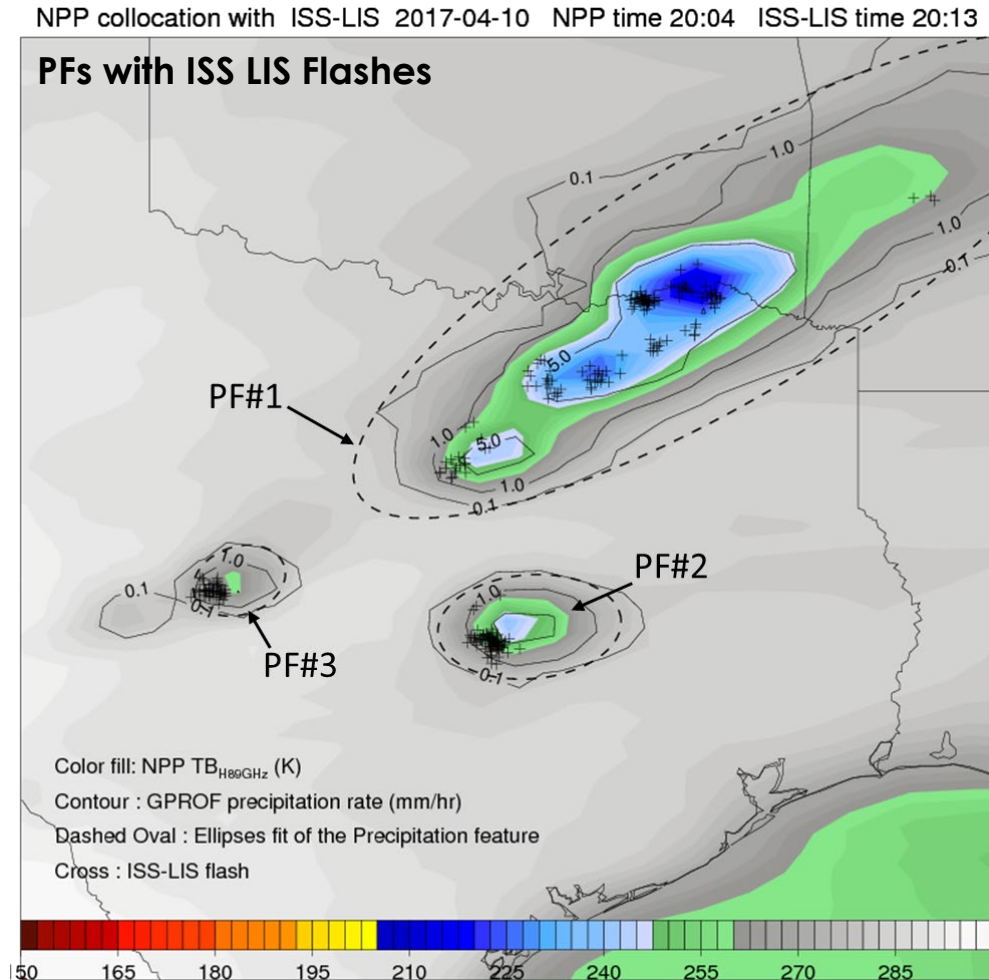 NPP collocation with ISS-LIS 2017-04-10 NPP time 20:04 ISS-LIS time 20:13
PFs with ISS LIS Flashes
1.0
0.1
1.0
0.1
5.0
PF#1
1.0
5.0
1.0
0.1
1.0
0.1
0.1
PF#2
1.0
0.1
PF#3
Color fill: NPP TBH89GHz (K)
Contour : GPROF precipitation rate (mm/hr)
Dashed Oval : Ellipses fit of the Precipitation feature
Cross : ISS-LIS flash
150 165 180 195 210 225 240 255 270 285